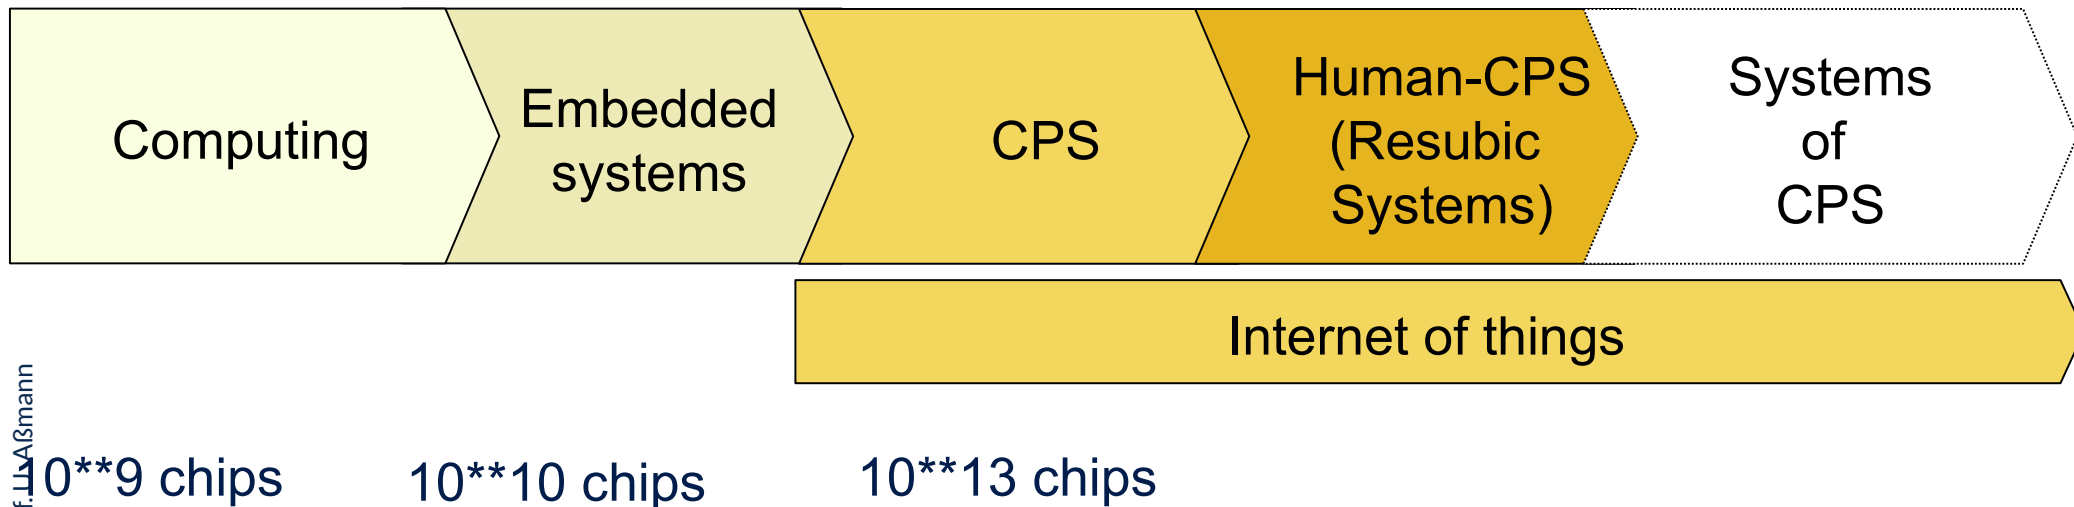 Computing
Embedded
systems
CPS
Human-CPS
(Resubic
Systems)
Systems
of
CPS
Internet of things
f. U. Aßmann
10**9 chips
10**10 chips
10**13 chips